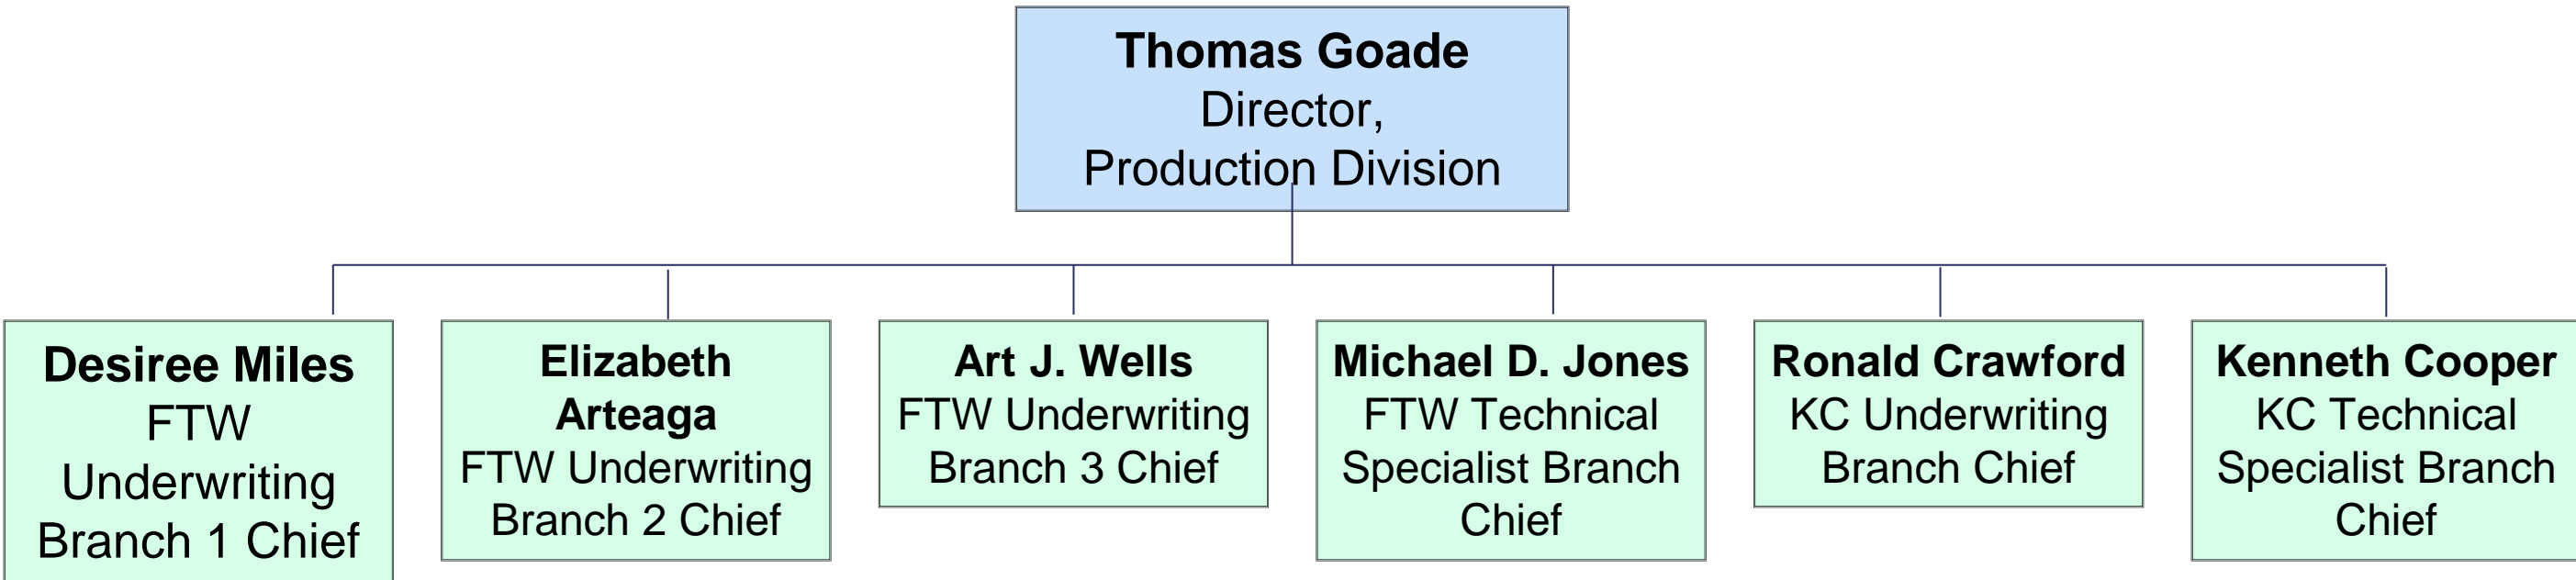 Thomas Goade
Director,
Production Division
Desiree Miles
FTW
Underwriting
Branch 1 Chief
Elizabeth
Arteaga
FTW Underwriting
Branch 2 Chief
Art J. Wells
FTW Underwriting
Branch 3 Chief
Michael D. Jones
FTW Technical
Specialist Branch
Chief
Ronald Crawford
KC Underwriting
Branch Chief
Kenneth Cooper
KC Technical
Specialist Branch
Chief